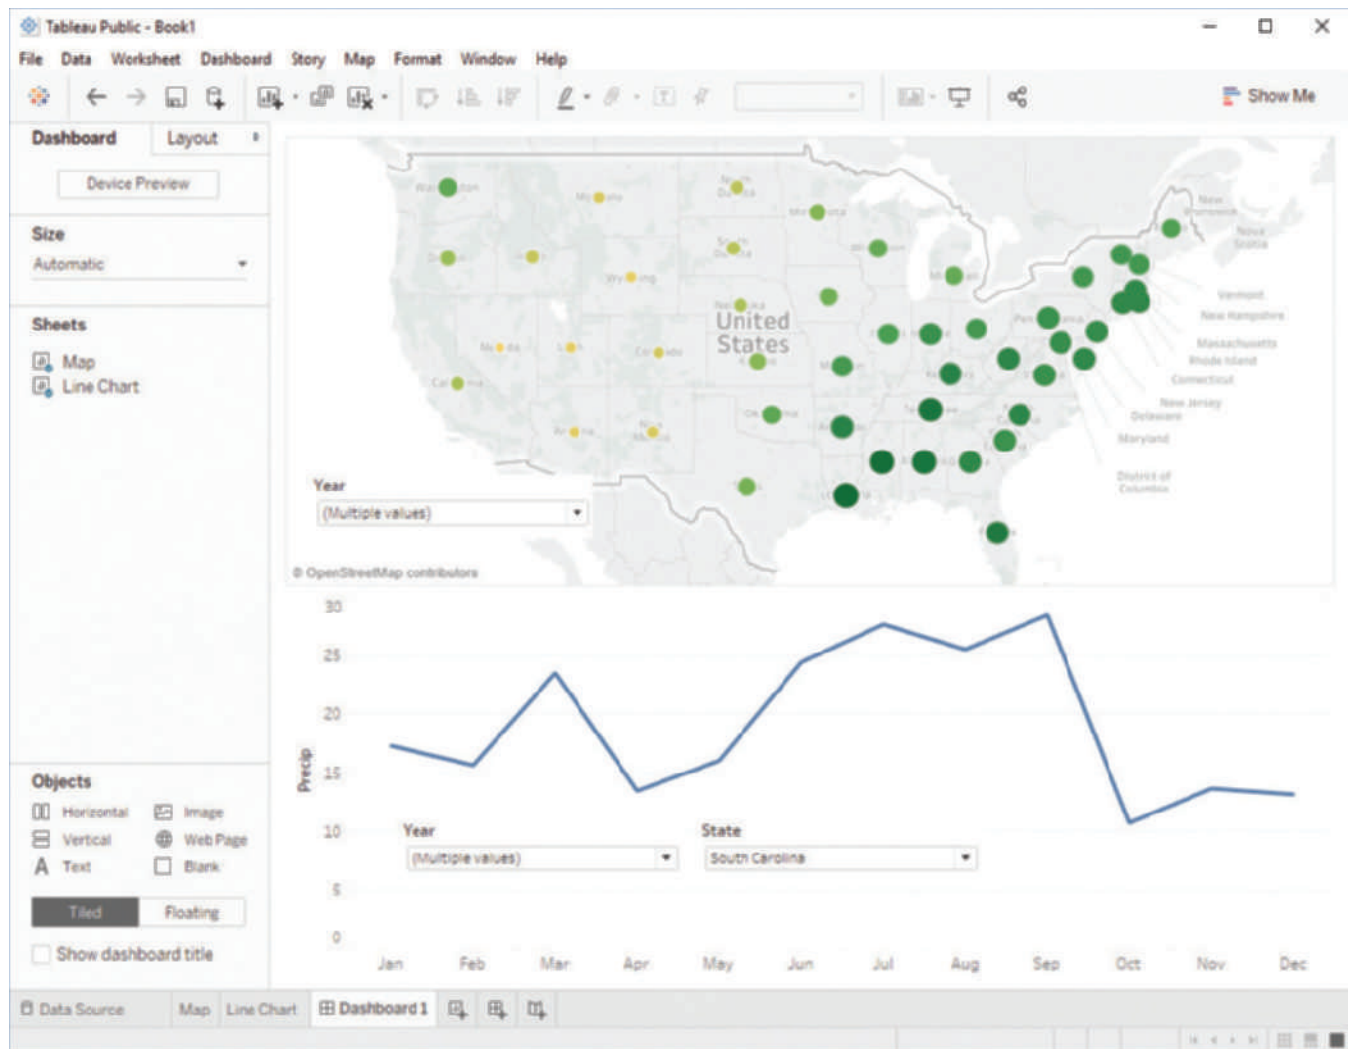 Tableau Public - Book1
File Data Worksheet Dashboard Story Map Format Window Help
Show Me
Dashboard Layout
Device Preview
Size
Automatic
Sheets
Map
Line Chart
United
States
New
Nova
Scotia
Vermont
New Hampshire
Massachusetts
Rhode Island
Connecticut
New Jersey
Delaware
Maryland
District of
Columbia
Year
(Multiple values)
© OpenStreetMap contributors
30
25
20
15
10
5
0
Precip
Year
(Multiple values)
State
South Carolina
Jan Feb Mar Apr May Jun Jul Aug Sep Oct Nov Dec
Objects
Horizontal Image
Vertical Web Page
A Text Blank
Tiled Floating
Show dashboard title
Data Source Map Line Chart Dashboard 1